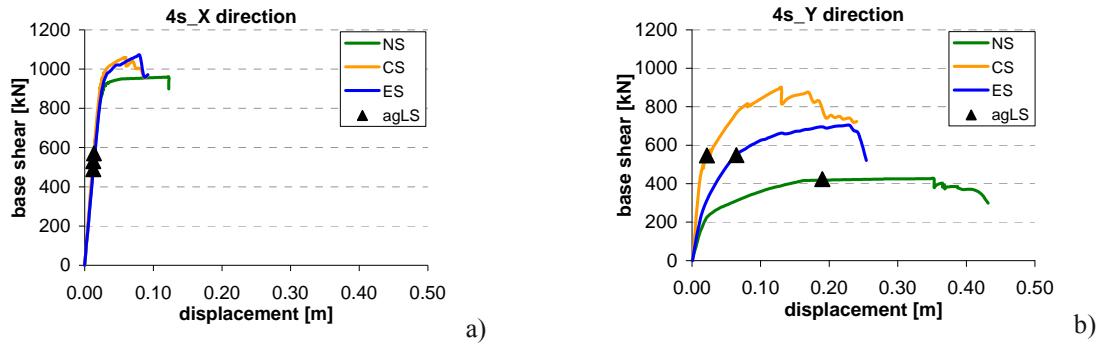 4s_X direction
base shear [kN]
1200
1000
800
600
400
200
0
NS
CS
ES
agLS
0.00 0.10 0.20 0.30 0.40 0.50
displacement [m]
a)
4s_Y direction
base shear [kN]
1200
1000
800
600
400
200
0
NS
CS
ES
agLS
0.00 0.10 0.20 0.30 0.40 0.50
displacement [m]
b)